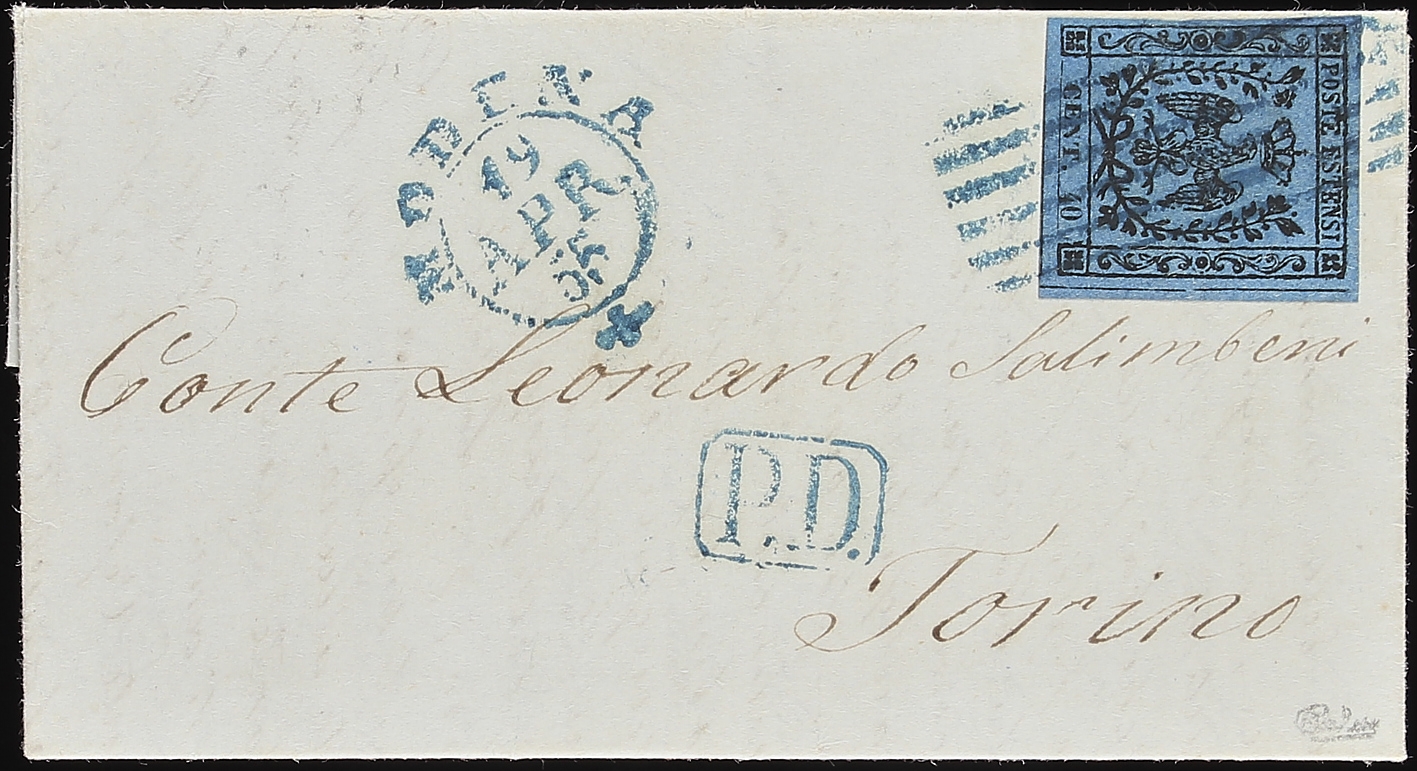 MODENA
19
APR
55
POSTE ESTENSI
CENT. 40
Conte Leonardo Salimbeni
P.D.
Torino